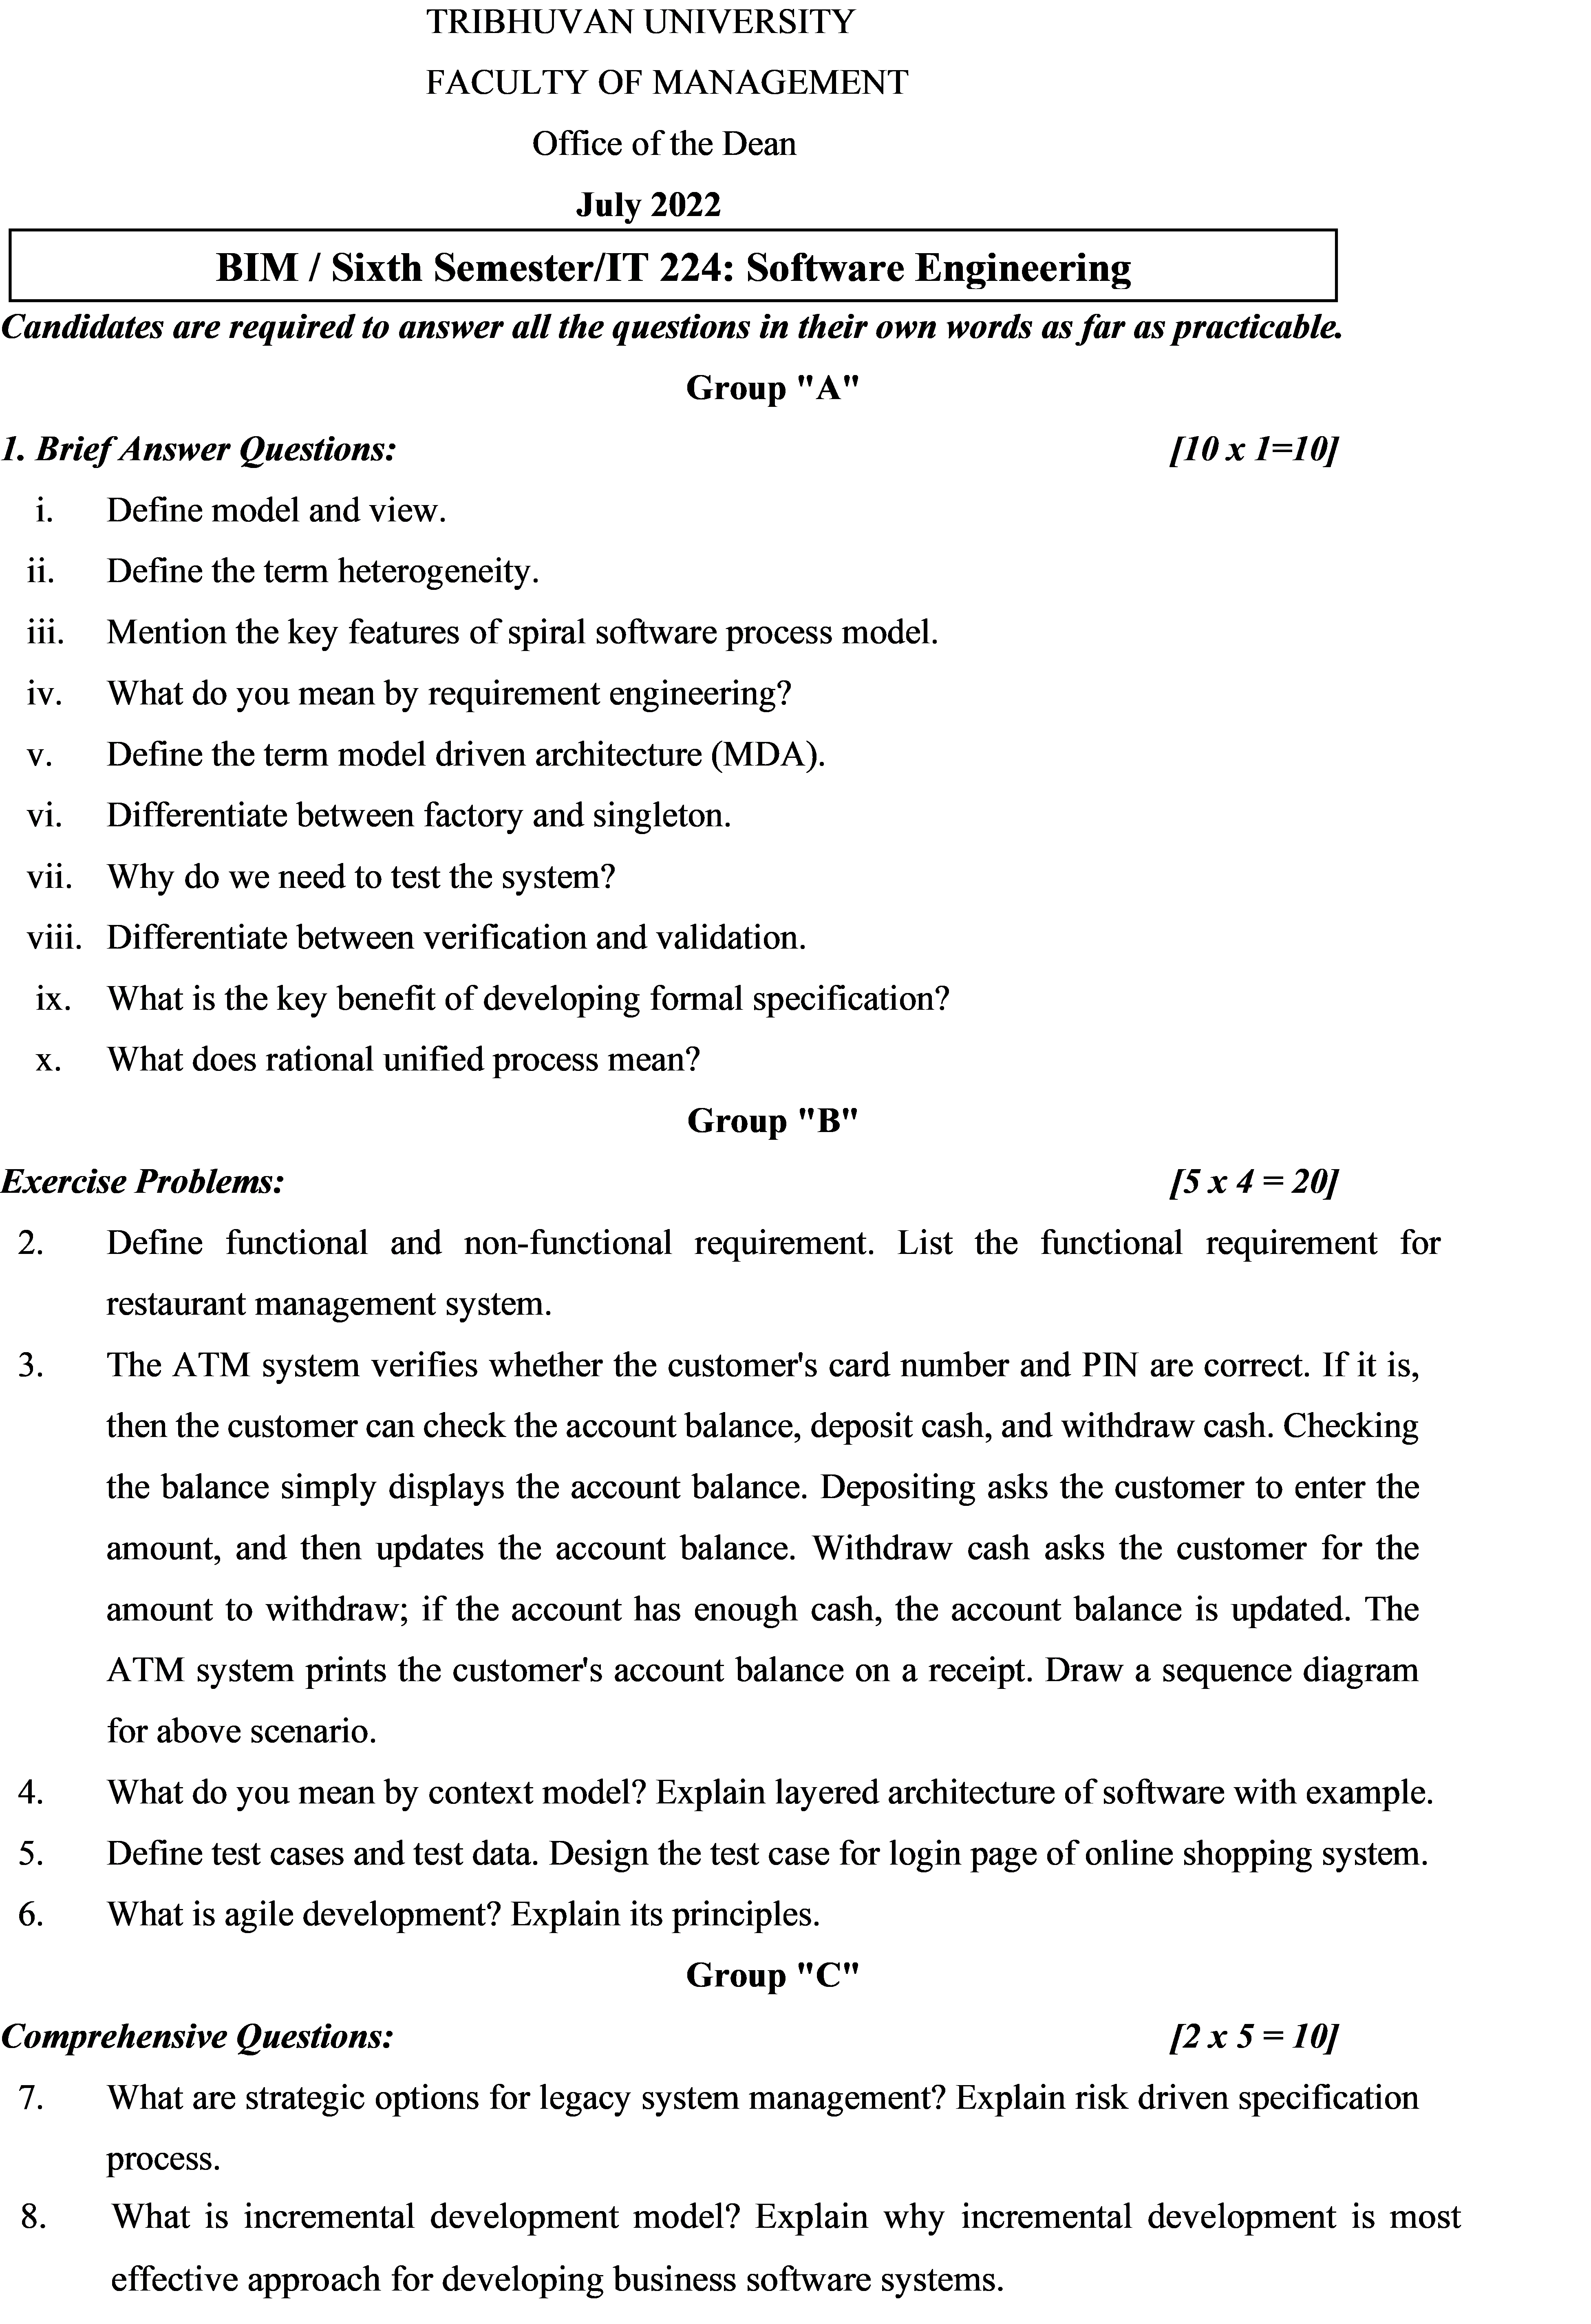 TRIBHUVAN UNIVERSITY
FACULTY OF MANAGEMENT
Office of the Dean
July 2022
BIM / Sixth Semester/IT 224: Software Engineering
Candidates are required to answer all the questions in their own words as far as practicable.
Group "A"
1. Brief Answer Questions: [10 x 1=10]
i. Define model and view.
ii. Define the term heterogeneity.
iii. Mention the key features of spiral software process model.
iv. What do you mean by requirement engineering?
v. Define the term model driven architecture (MDA).
vi. Differentiate between factory and singleton.
vii. Why do we need to test the system?
viii. Differentiate between verification and validation.
ix. What is the key benefit of developing formal specification?
x. What does rational unified process mean?
Group "B"
Exercise Problems: [5 x 4 = 20]
2. Define functional and non-functional requirement. List the functional requirement for
restaurant management system.
3. The ATM system verifies whether the customer's card number and PIN are correct. If it is,
then the customer can check the account balance, deposit cash, and withdraw cash. Checking
the balance simply displays the account balance. Depositing asks the customer to enter the
amount, and then updates the account balance. Withdraw cash asks the customer for the
amount to withdraw; if the account has enough cash, the account balance is updated. The
ATM system prints the customer's account balance on a receipt. Draw a sequence diagram
for above scenario.
4. What do you mean by context model? Explain layered architecture of software with example.
5. Define test cases and test data. Design the test case for login page of online shopping system.
6. What is agile development? Explain its principles.
Group "C"
Comprehensive Questions: [2 x 5 = 10]
7. What are strategic options for legacy system management? Explain risk driven specification
process.
8. What is incremental development model? Explain why incremental development is most
effective approach for developing business software systems.